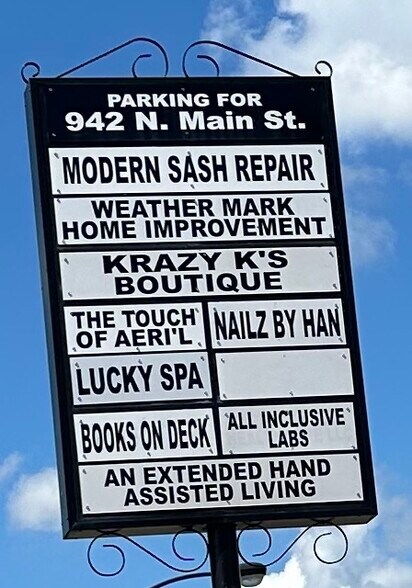 PARKING FOR
942 N. Main St.
MODERN SASH REPAIR
WEATHER MARK
HOME IMPROVEMENT
KRAZY K'S
BOUTIQUE
THE TOUCH
OF AERI'L
NAILZ BY HAN
LUCKY SPA
BOOKS ON DECK
ALL INCLUSIVE
LABS
AN EXTENDED HAND
ASSISTED LIVING